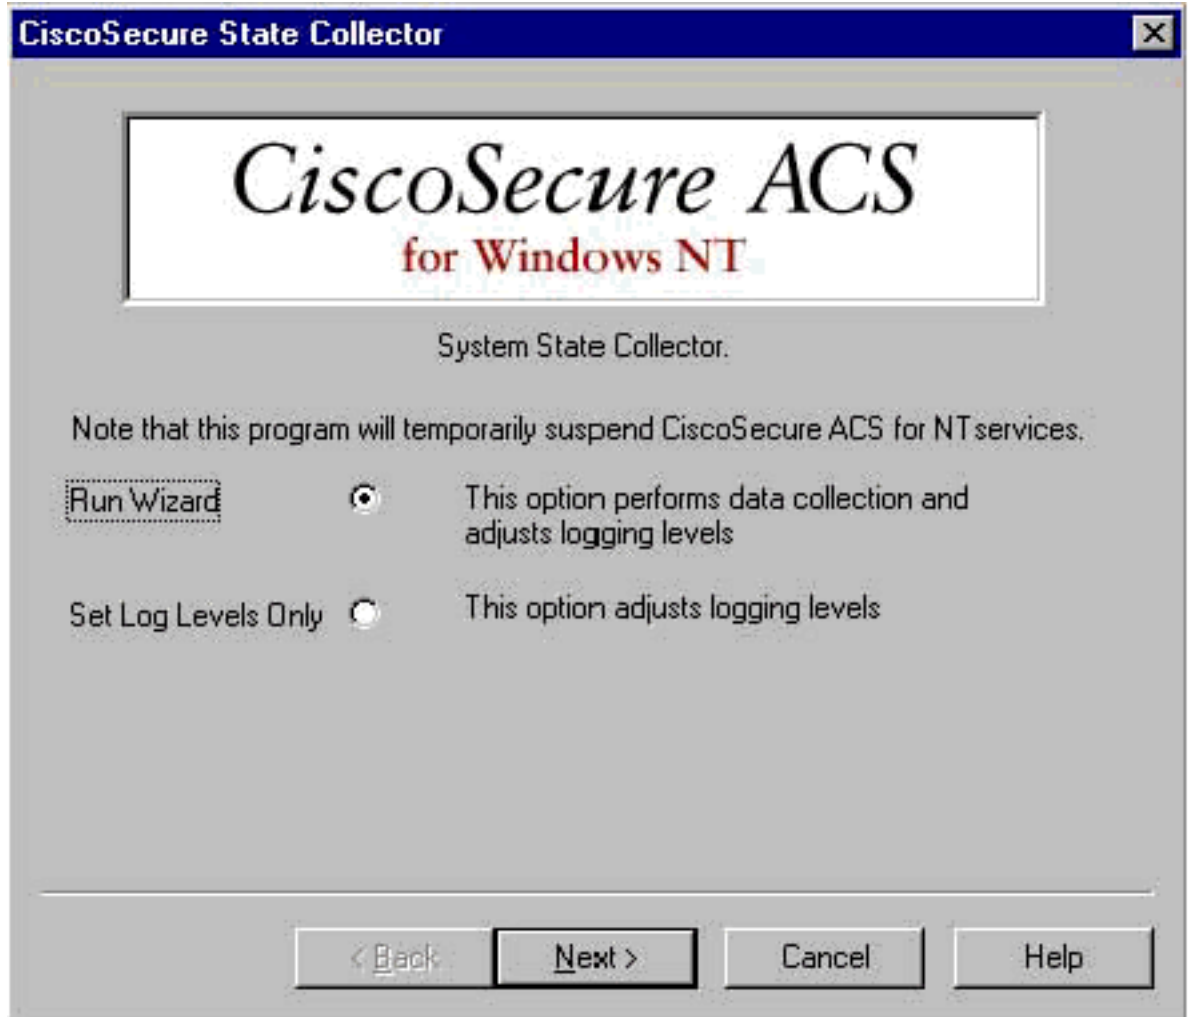 CiscoSecure State Collector
CiscoSecure ACS
for Windows NT
System State Collector.
Note that this program will temporarily suspend CiscoSecure ACS for NT services.
Run Wizard
This option performs data collection and
adjusts logging levels
Set Log Levels Only
This option adjusts logging levels
< Back
Next >
Cancel
Help